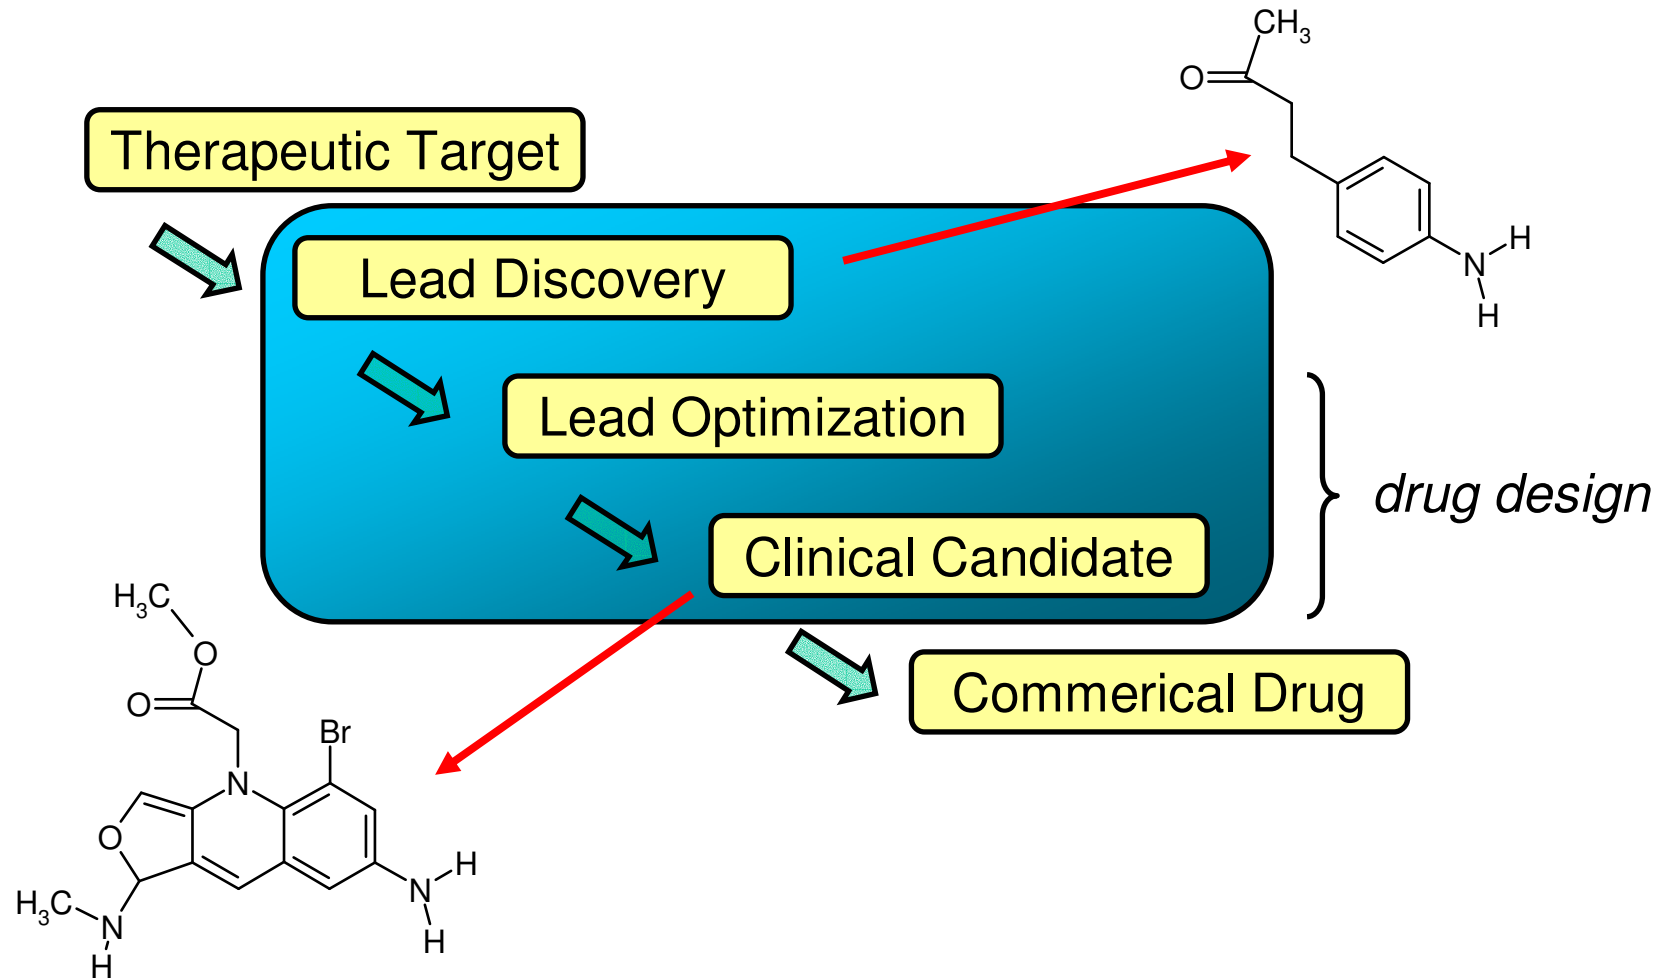 CH3
O
Therapeutic Target
Lead Discovery
H
N
H
Lead Optimization
drug design
Clinical Candidate
H3C
O
O
Commerical Drug
Br
N
O
H
N
H3C
N
H
H